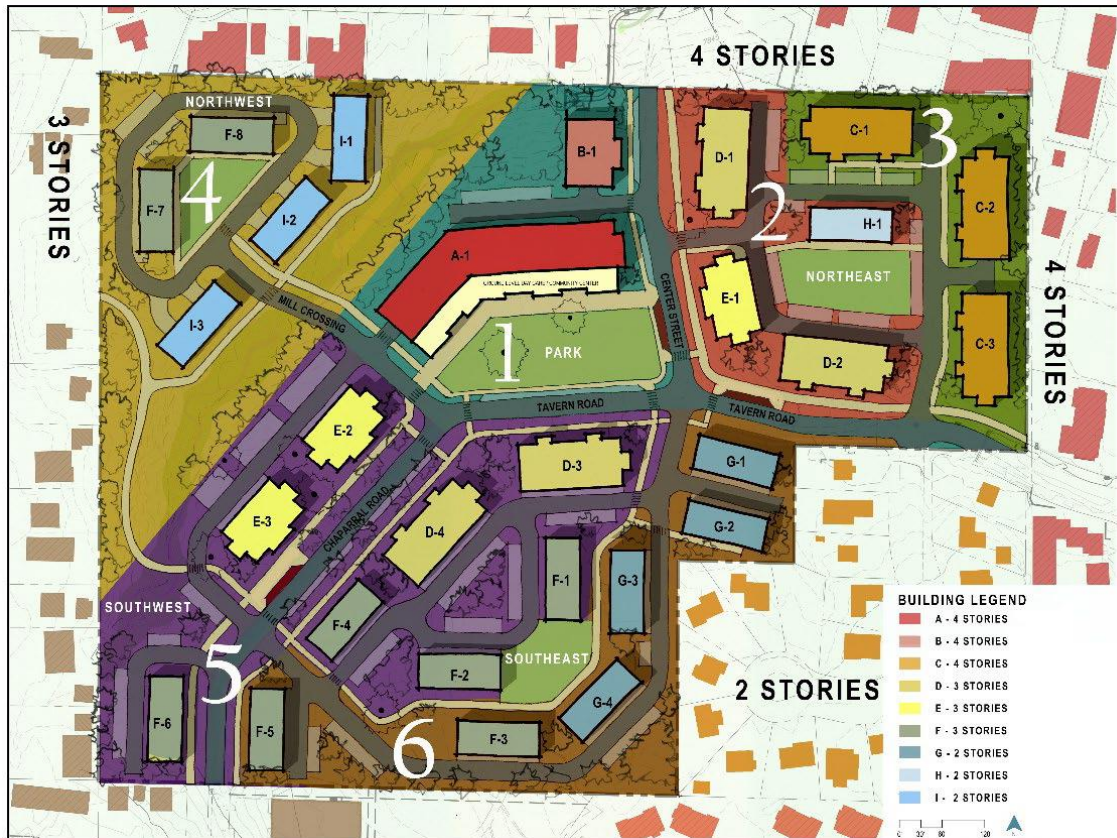 4 STORIES
3 STORIES
4 STORIES
2 STORIES
NORTHWEST
F-8
I-1
4
F-7
I-2
I-3
MILL CROSSING
B-1
A-1
1
PARK
CENTER STREET
D-1
C-1
3
2
H-1
C-2
NORTHEAST
E-1
D-2
C-3
TAVERN ROAD
TAVERN ROAD
E-2
E-3
CHAPARRAL ROAD
D-3
D-4
G-1
G-2
G-3
F-1
F-4
SOUTHWEST
SOUTHEAST
5
F-2
G-4
F-6
F-5
6
F-3
BUILDING LEGEND
A - 4 STORIES
B - 4 STORIES
C - 4 STORIES
D - 3 STORIES
E - 3 STORIES
F - 3 STORIES
G - 2 STORIES
H - 2 STORIES
I - 2 STORIES
120